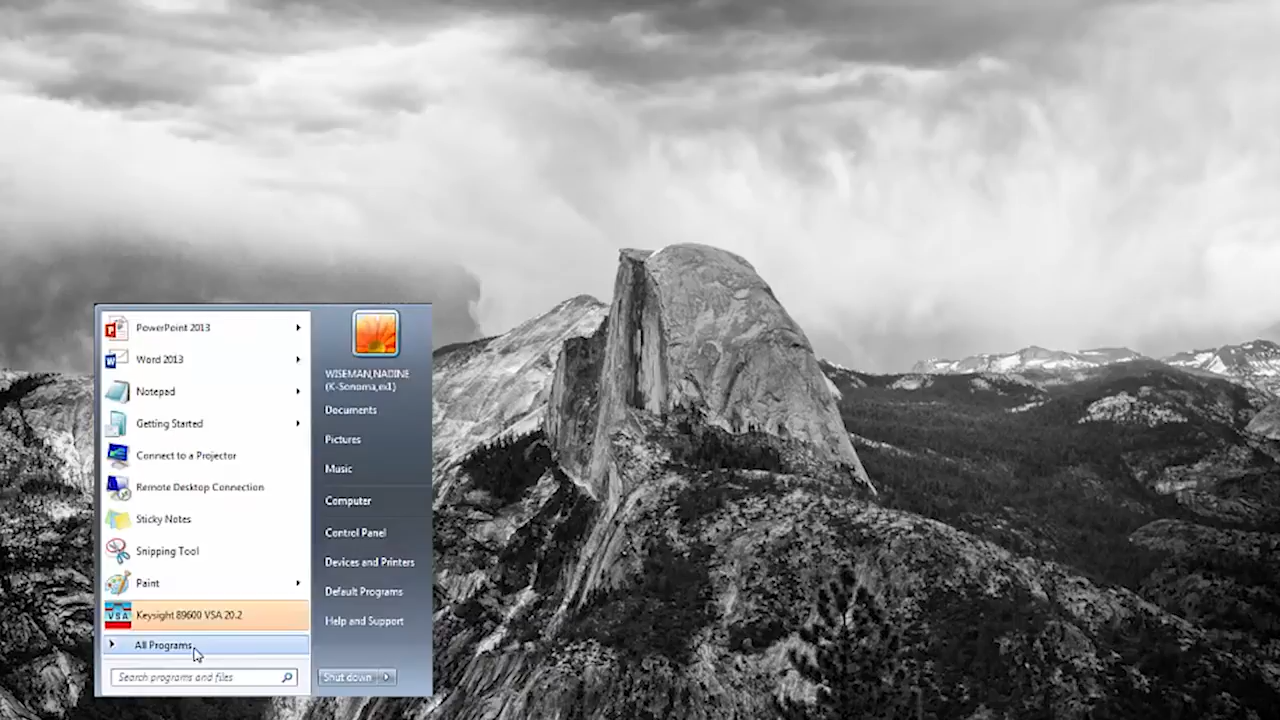 PowerPoint 2013
Word 2013
Notepad
Getting Started
Connect to a Projector
Remote Desktop Connection
Sticky Notes
Snipping Tool
Paint
VSA
Keysight 89600 VSA 20.2
All Programs
Search programs and files
WISEMAN,NADINE
(K-Sonoma,ex1)
Documents
Pictures
Music
Computer
Control Panel
Devices and Printers
Default Programs
Help and Support
Shut down